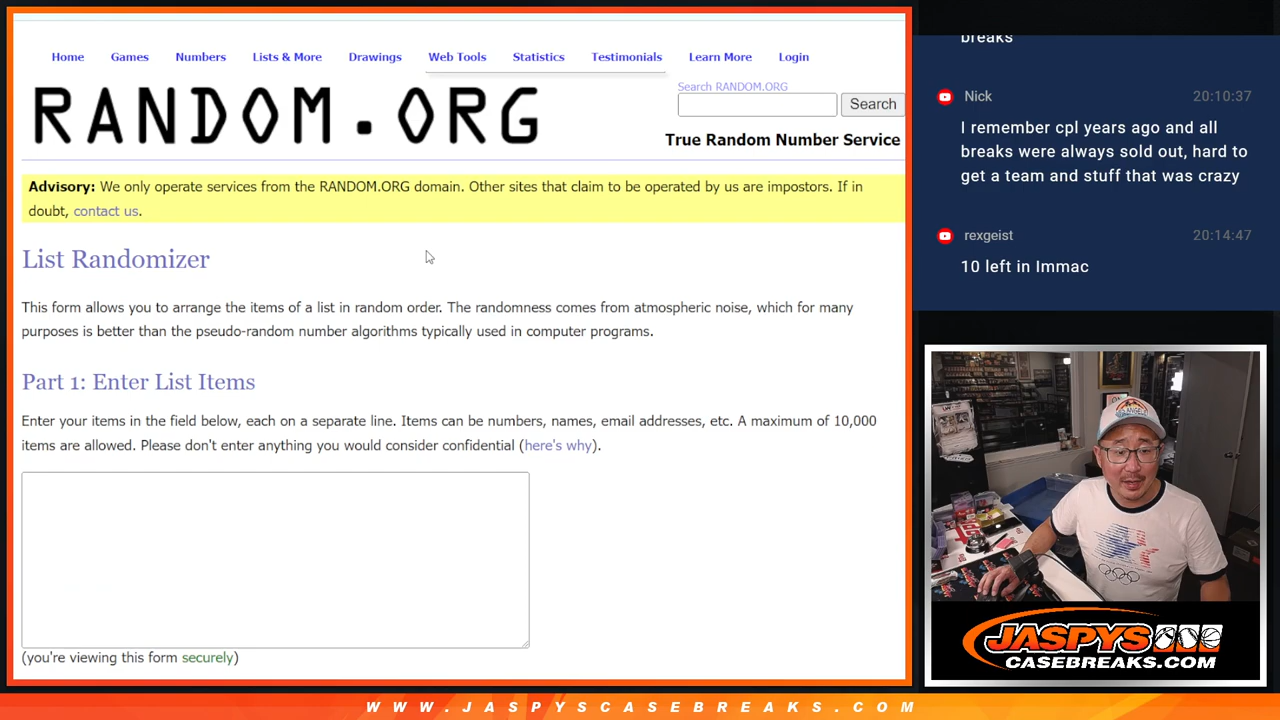 Home Games Numbers Lists & More Drawings Web Tools Statistics Testimonials Learn More Login
RANDOM.ORG
Search RANDOM.ORG
Search
True Random Number Service
Advisory: We only operate services from the RANDOM.ORG domain. Other sites that claim to be operated by us are impostors. If in
doubt, contact us.
List Randomizer
This form allows you to arrange the items of a list in random order. The randomness comes from atmospheric noise, which for many
purposes is better than the pseudo-random number algorithms typically used in computer programs.
Part 1: Enter List Items
Enter your items in the field below, each on a separate line. Items can be numbers, names, email addresses, etc. A maximum of 10,000
items are allowed. Please don't enter anything you would consider confidential (here's why).
(you're viewing this form securely)
breaks
Nick 20:10:37
I remember cpl years ago and all
breaks were always sold out, hard to
get a team and stuff that was crazy
rexgeist 20:14:47
10 left in Immac
JASPYS
CASEBREAKS.COM
WWW.JASPYSCASEBREAKS.COM